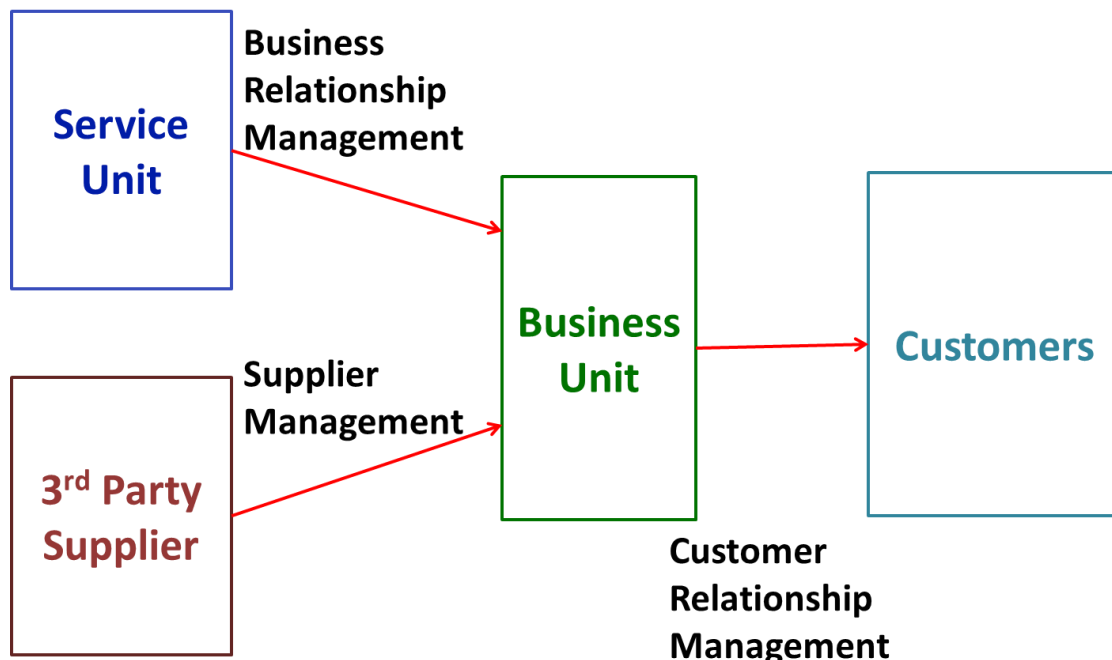 Service
Unit
Business
Relationship
Management
3rd Party
Supplier
Supplier
Management
Business
Unit
Customers
Customer
Relationship
Management